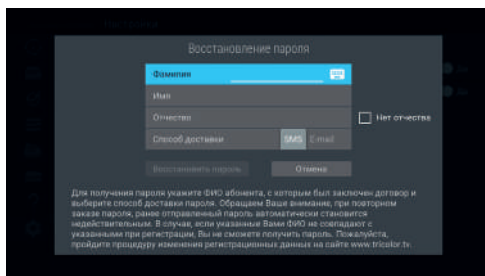 Восстановление пароля
Фамилия
Имя
Отчество
Нет отчества
Способ доставки SMS E-mail
Восстановить пароль Отмена
Для получения пароля укажите ФИО абонента, с которым был заключен договор и
выберите способ доставки пароля. Обращаем Ваше внимание, при повторном
заказе пароля, ранее отправленный пароль автоматически становится
недействительным. В случае, если указанные Вами ФИО не совпадают с
указанными при регистрации, Вы не сможете получить пароль. Пожалуйста,
пройдите процедуру изменения регистрационных данных на сайте www.tricolor.tv.